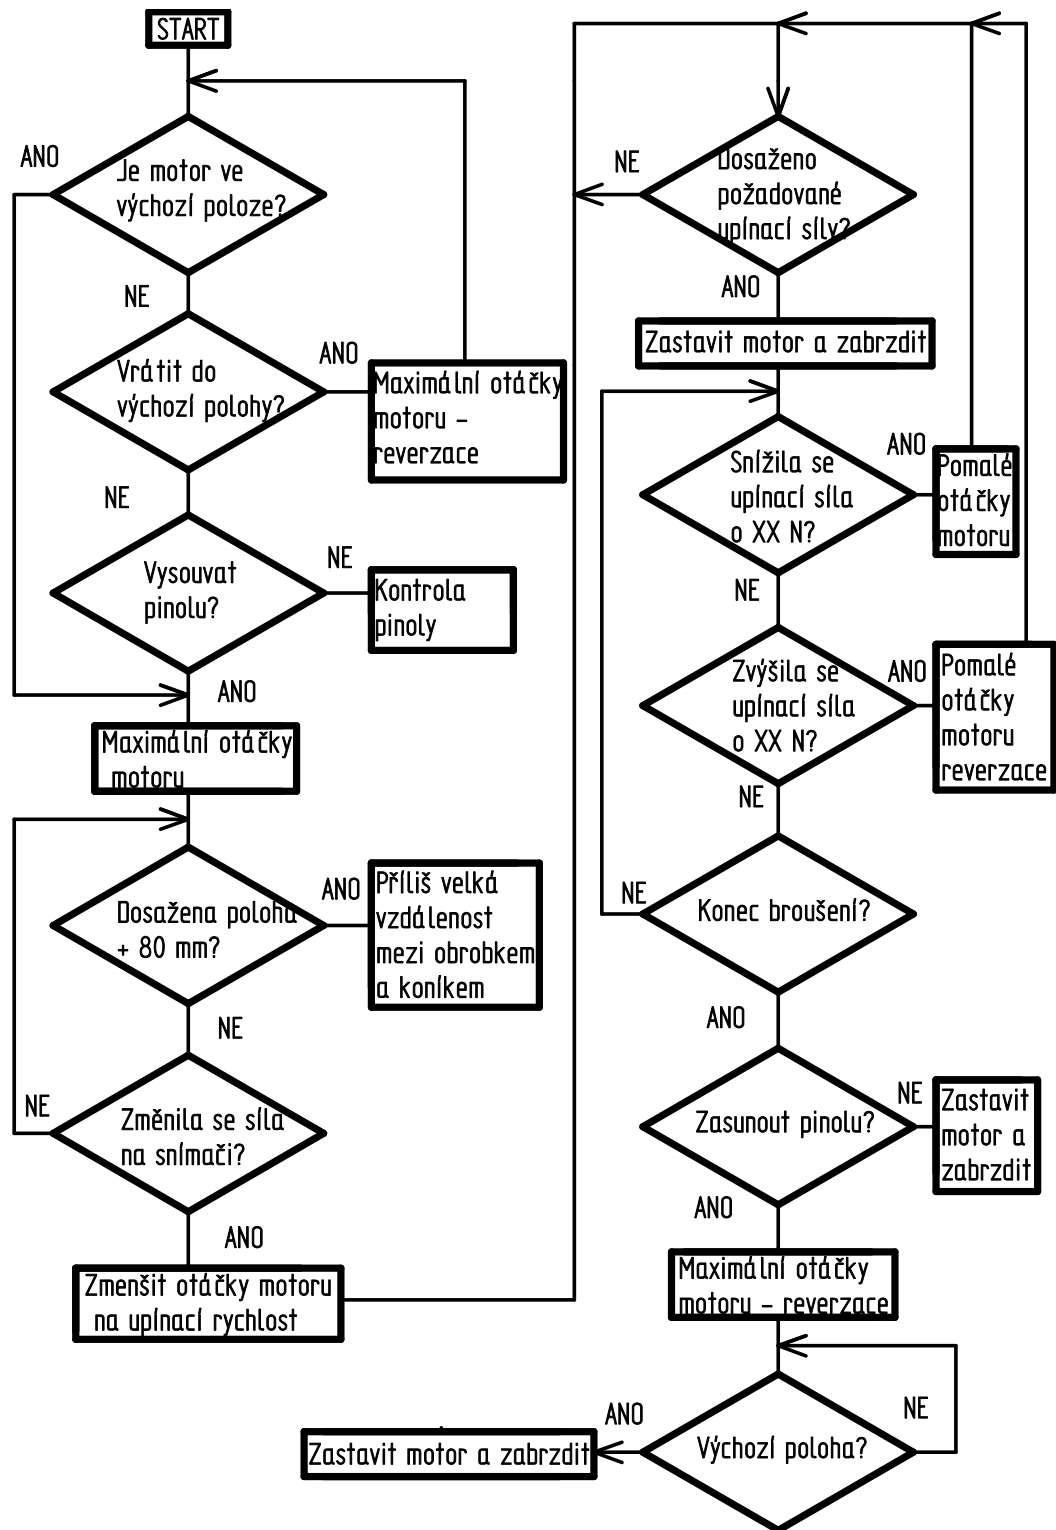 START
ANO
Je motor ve
výchozí poloze?
NE
Vrátit do
výchozí polohy?
ANO
Maximální otáčky
motoru –
reverzace
NE
Vysouvat
pinolu?
NE
Kontrola
pinoly
ANO
Maximální otáčky
motoru
Dosažena poloha
+ 80 mm?
ANO
Příliš velká
vzdálenost
mezi obrobkem
a koníkem
NE
NE
Změnila se síla
na snímači?
ANO
Zmenšit otáčky motoru
na upínací rychlost
NE
Dosaženo
požadované
upínací síly?
ANO
Zastavit motor a zabrzdit
Snížila se
upínací síla
o XX N?
ANO
Pomalé
otáčky
motoru
NE
Zvýšila se
upínací síla
o XX N?
ANO
Pomalé
otáčky
motoru
reverzace
NE
NE
Konec broušení?
ANO
Zasunout pinolu?
NE
Zastavit
motor a
zabrzdit
ANO
Maximální otáčky
motoru – reverzace
ANO
NE
Výchozí poloha?
Zastavit motor a zabrzdit